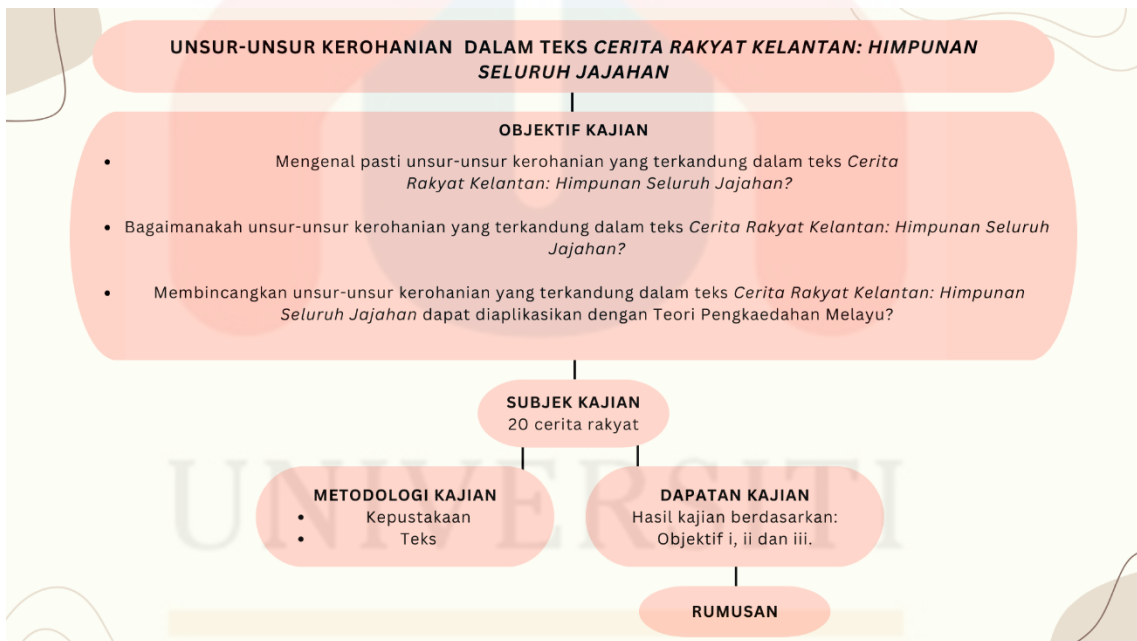 UNSUR-UNSUR KEROHANIAN DALAM TEKS CERITA RAKYAT KELANTAN: HIMPUNAN
SELURUH JAJAHAN
OBJEKTIF KAJIAN
• Mengenal pasti unsur-unsur kerohanian yang terkandung dalam teks Cerita
Rakyat Kelantan: Himpunan Seluruh Jajahan?
• Bagaimanakah unsur-unsur kerohanian yang terkandung dalam teks Cerita Rakyat Kelantan: Himpunan Seluruh
Jajahan?
• Membincangkan unsur-unsur kerohanian yang terkandung dalam teks Cerita Rakyat Kelantan: Himpunan
Seluruh Jajahan dapat diaplikasikan dengan Teori Pengkaedahan Melayu?
SUBJEK KAJIAN
20 cerita rakyat
METODOLOGI KAJIAN
• Kepustakaan
• Teks
DAPATAN KAJIAN
Hasil kajian berdasarkan:
Objektif i, ii dan iii.
RUMUSAN
UNIVERSITI